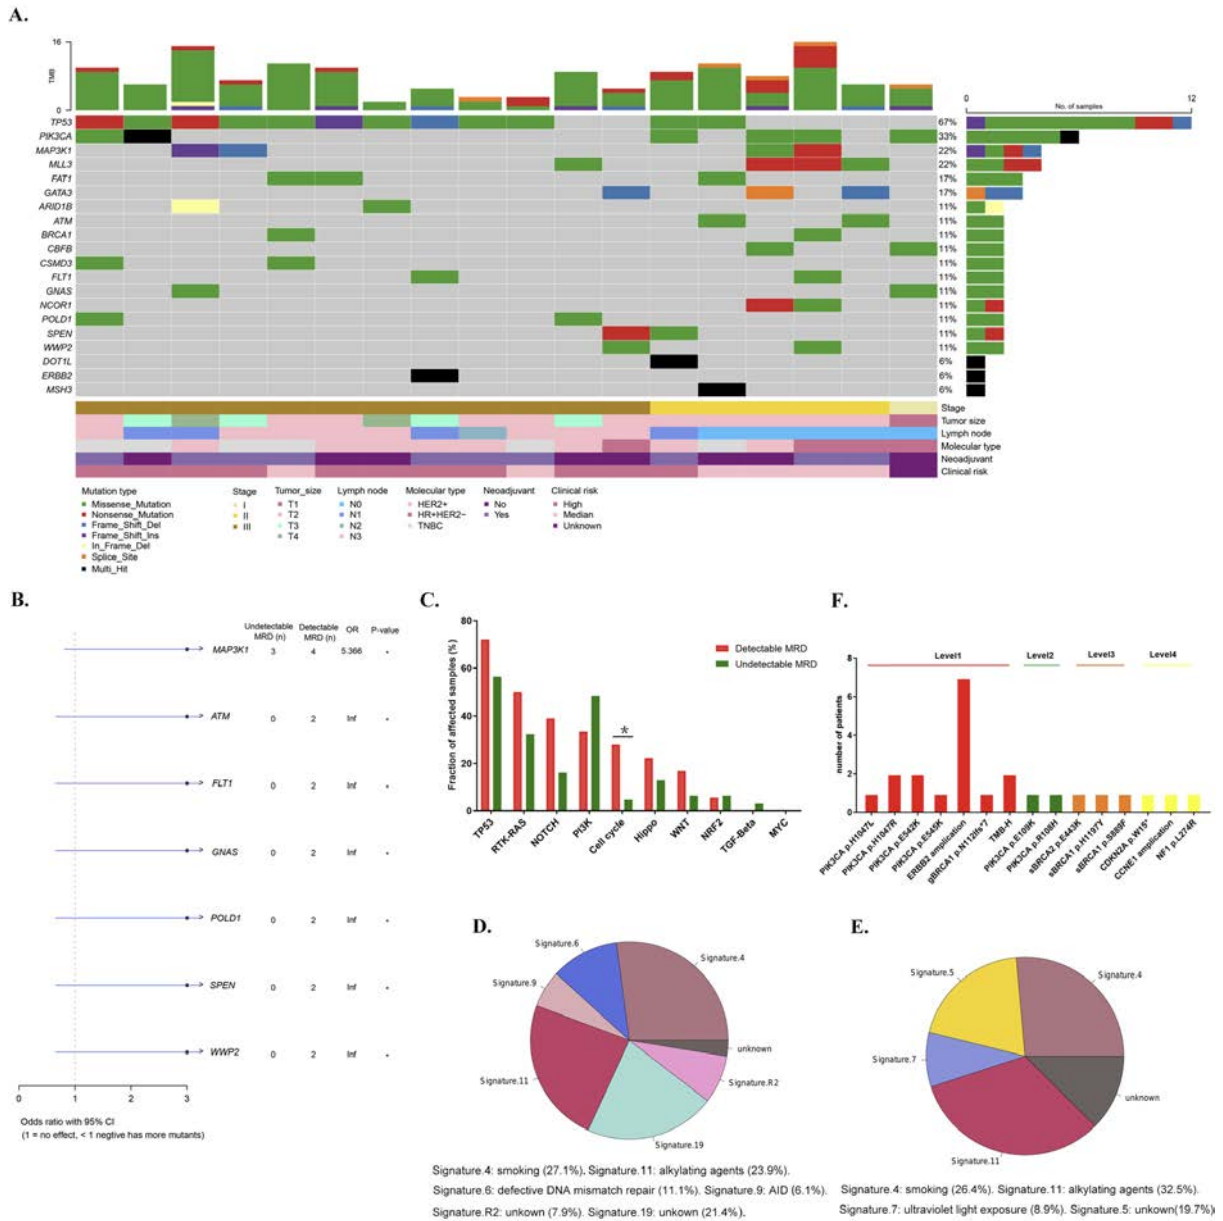 A.
16
TMB
0
0
12
No. of samples
TP53 67%
PIK3CA 33%
MAP3K1 22%
MLL3 22%
FAT1 17%
GATA3 17%
ARID1B 11%
ATM 11%
BRCA1 11%
CBFB 11%
CSMD3 11%
FLT1 11%
GNAS 11%
NCOR1 11%
POLD1 11%
SPEN 11%
WWP2 11%
DOT1L 6%
ERBB2 6%
MSH3 6%
Stage
Tumor size
Lymph node
Molecular type
Neoadjuvant
Clinical risk
Mutation type
Missense_Mutation
Nonsense_Mutation
Frame_Shift_Del
Frame_Shift_Ins
In_Frame_Del
Splice_Site
Multi_Hit
Stage
I
II
III
Tumor_size
T1
T2
T3
T4
Lymph node
N0
N1
N2
N3
Molecular type
HER2+
HR+HER2−
TNBC
Neoadjuvant
No
Yes
Clinical risk
High
Median
Unknown
B.
Undetectable MRD (n) Detectable MRD (n) OR P-value
MAP3K1 3 4 5.366 *
ATM 0 2 Inf *
FLT1 0 2 Inf *
GNAS 0 2 Inf *
POLD1 0 2 Inf *
SPEN 0 2 Inf *
WWP2 0 2 Inf *
0 1 3
Odds ratio with 95% CI
(1 = no effect, < 1 negtive has more mutants)
C.
Fraction of affected samples (%)
80
60
40
20
0
Detectable MRD
Undetectable MRD
*
TP53
RTK-RAS
NOTCH
PI3K
Cell cycle
Hippo
WNT
NRF2
TGF-Beta
MYC
F.
Level1 Level2 Level3 Level4
number of patients
8
6
4
2
0
PIK3CA p.H1047L
PIK3CA p.H1047R
PIK3CA p.E542K
PIK3CA p.E545K
ERBB2 amplication
gBRCA1 p.N112fs*7
TMB-H
PIK3CA p.E109K
PIK3CA p.R108H
sBRCA2 p.E443K
sBRCA1 p.H1197Y
sBRCA1 p.S889F
CDKN2A p.W15*
CCNE1 amplication
NF1 p.L274R
D.
Signature.6
Signature.4
Signature.9
unknown
Signature.R2
Signature.11
Signature.19
Signature.4: smoking (27.1%). Signature.11: alkylating agents (23.9%).
Signature.6: defective DNA mismatch repair (11.1%). Signature.9: AID (6.1%).
Signature.R2: unkown (7.9%). Signature.19: unkown (21.4%).
E.
Signature.5
Signature.4
Signature.7
unknown
Signature.11
Signature.4: smoking (26.4%). Signature.11: alkylating agents (32.5%).
Signature.7: ultraviolet light exposure (8.9%). Signature.5: unkown(19.7%)